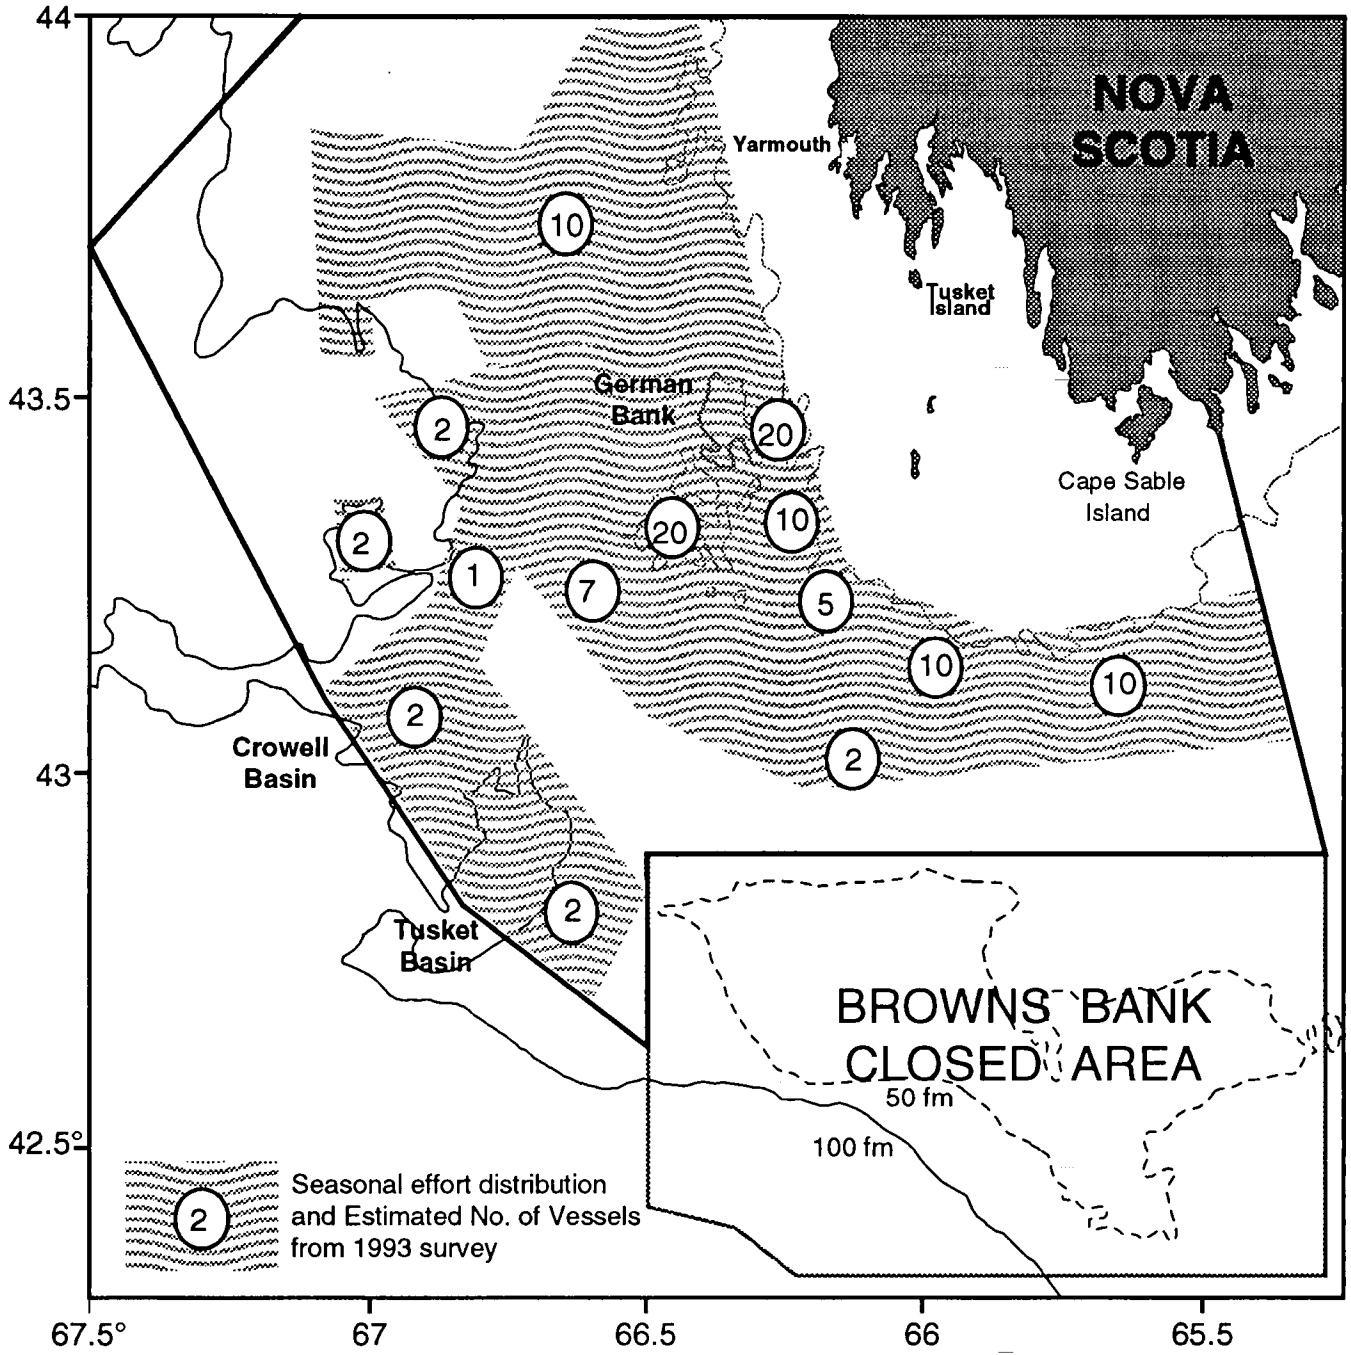 44
NOVA
SCOTIA
Yarmouth
10
Tusket
Island
43.5
German
Bank
2
20
Cape Sable
Island
20
10
2
1
7
5
10
10
2
2
Crowell
Basin
43
2
Tusket
Basin
BROWNS BANK
CLOSED AREA
50 fm
100 fm
42.5°
2
Seasonal effort distribution
and Estimated No. of Vessels
from 1993 survey
67.5°
67
66.5
66
65.5